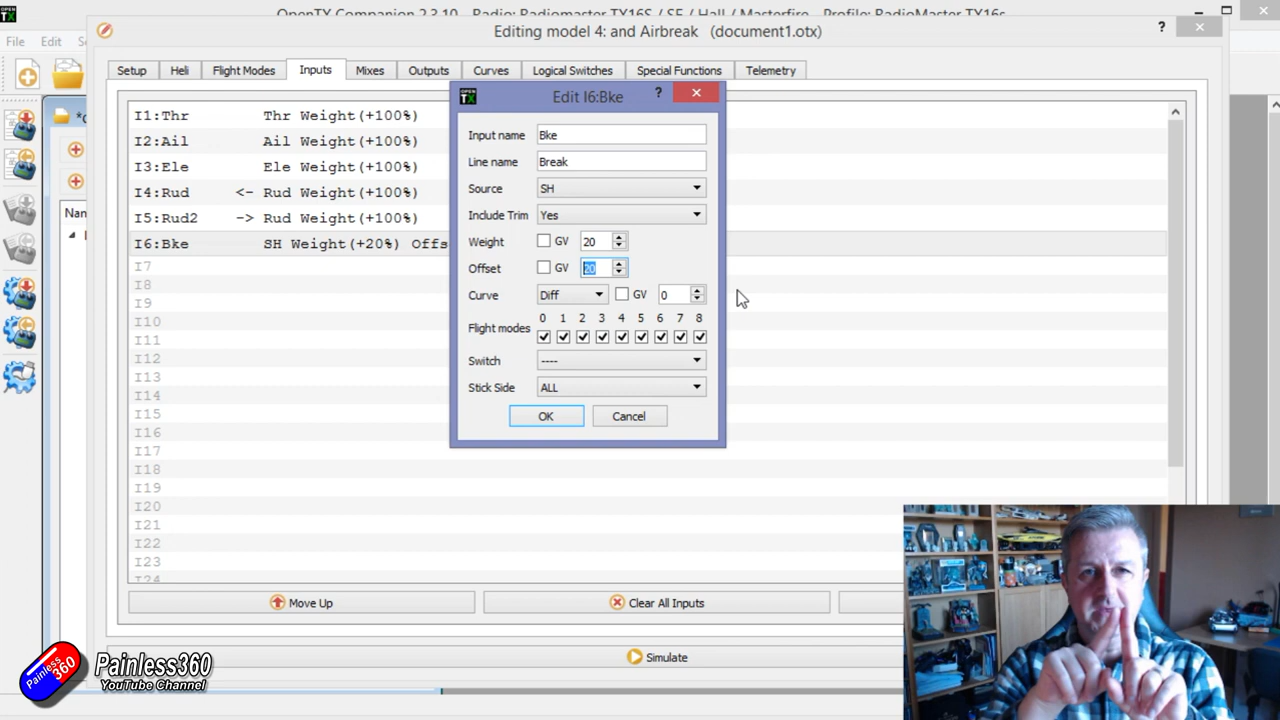 OPEN TX
OpenTX Companion 2.3.10 - Radio: Radiomaster TX16S / SE / Hall / Masterfire - Profile: RadioMaster TX16s
Editing model 4: and Airbreak (document1.otx)
?
File Edit
Setup Heli Flight Modes Inputs Mixes Outputs Curves Logical Switches Special Functions Telemetry
Edit I6:Bke ?
I1:Thr Thr Weight(+100%)
I2:Ail Ail Weight(+100%)
I3:Ele Ele Weight(+100%)
I4:Rud <- Rud Weight(+100%)
I5:Rud2 -> Rud Weight(+100%)
I6:Bke SH Weight(+20%) Offs
I7
I8
I9
I10
I11
I12
I13
I14
I15
I16
I17
I18
I19
I20
I21
I22
I23
I24
Input name Bke
Line name Break
Source SH
Include Trim Yes
Weight GV 20
Offset GV 20
Curve Diff GV 0
0 1 2 3 4 5 6 7 8
Flight modes
Switch ----
Stick Side ALL
OK Cancel
Move Up Clear All Inputs
Simulate
Painless 360
Painless360
YouTube Channel